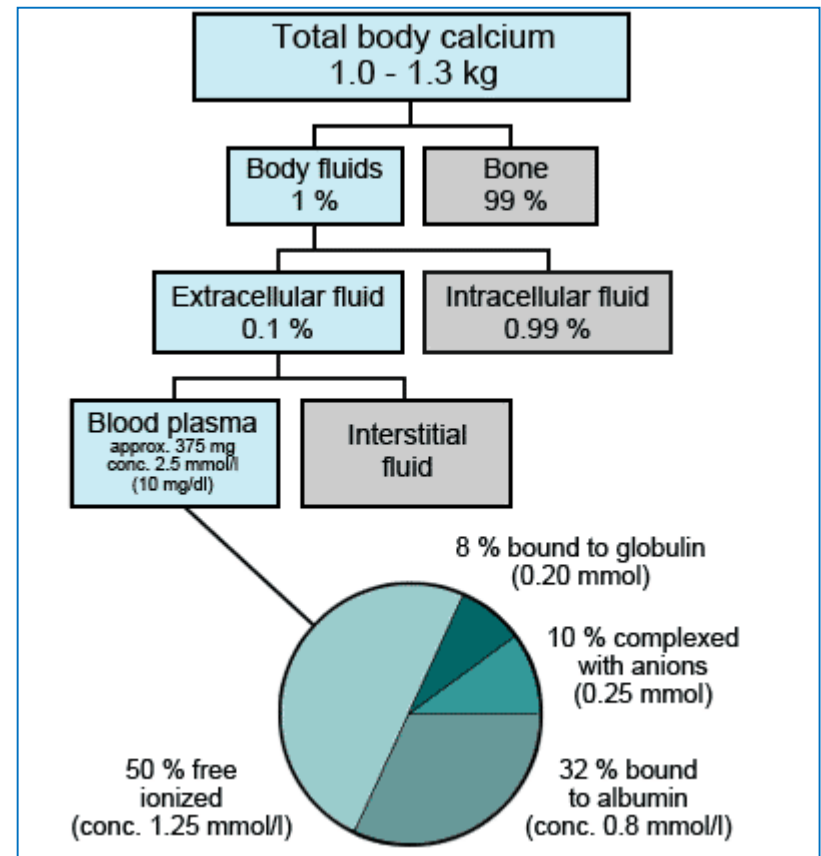 Total body calcium
1.0 - 1.3 kg
Body fluids
1 %
Bone
99 %
Extracellular fluid
0.1 %
Intracellular fluid
0.99 %
Blood plasma
approx. 375 mg
conc. 2.5 mmol/l
(10 mg/dl)
Interstitial
fluid
8 % bound to globulin
(0.20 mmol)
10 % complexed
with anions
(0.25 mmol)
50 % free
ionized
(conc. 1.25 mmol/l)
32 % bound
to albumin
(conc. 0.8 mmol/l)